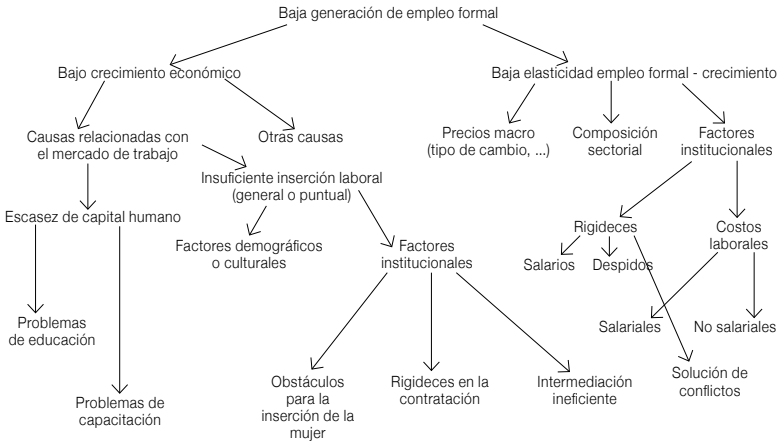 Baja generación de empleo formal
Bajo crecimiento económico
Baja elasticidad empleo formal - crecimiento
Causas relacionadas con
el mercado de trabajo
Otras causas
Precios macro
(tipo de cambio, ...)
Composición
sectorial
Factores
institucionales
Insuficiente inserción laboral
(general o puntual)
Escasez de capital humano
Factores demográficos
o culturales
Factores
institucionales
Rigideces
Costos
laborales
Salarios
Despidos
Problemas
de educación
Salariales
No salariales
Problemas de
capacitación
Obstáculos
para la
inserción de la
mujer
Rigideces en la
contratación
Intermediación
ineficiente
Solución de
conflictos